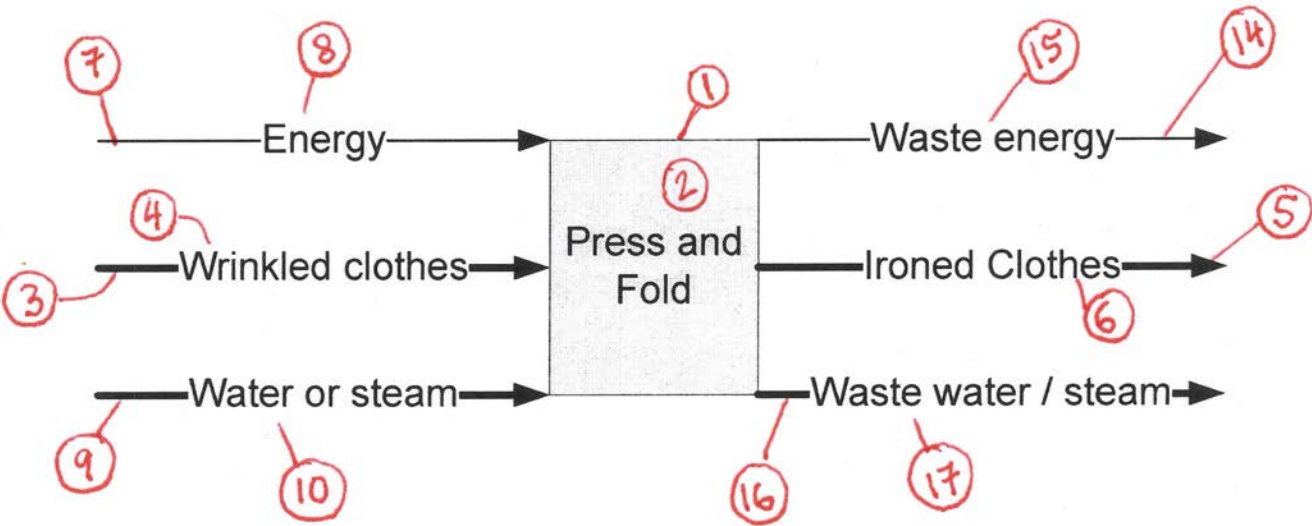 7
8
1
15
14
Energy
Waste energy
2
4
5
Press and
Wrinkled clothes
Ironed Clothes
Fold
3
6
Water or steam
Waste water / steam
9
10
16
17